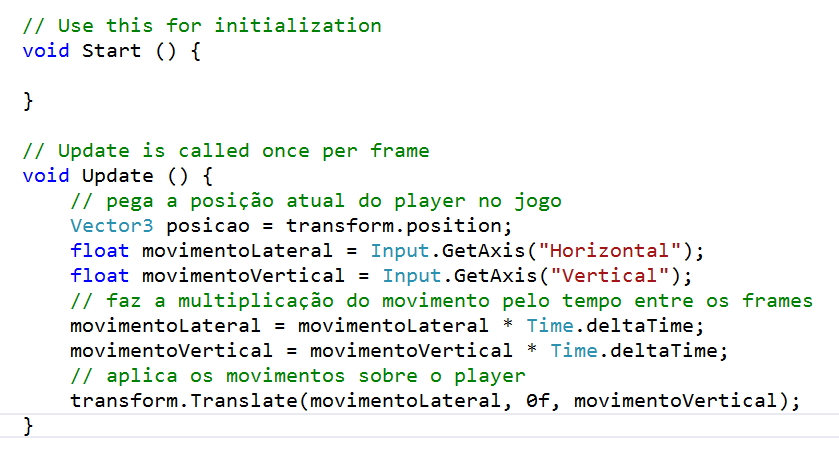 // Use this for initialization
void Start () {
}
// Update is called once per frame
void Update () {
// pega a posição atual do player no jogo
Vector3 posicao = transform.position;
float movimentoLateral = Input.GetAxis("Horizontal");
float movimentoVertical = Input.GetAxis("Vertical");
// faz a multiplicação do movimento pelo tempo entre os frames
movimentoLateral = movimentoLateral * Time.deltaTime;
movimentoVertical = movimentoVertical * Time.deltaTime;
// aplica os movimentos sobre o player
transform.Translate(movimentoLateral, 0f, movimentoVertical);
}